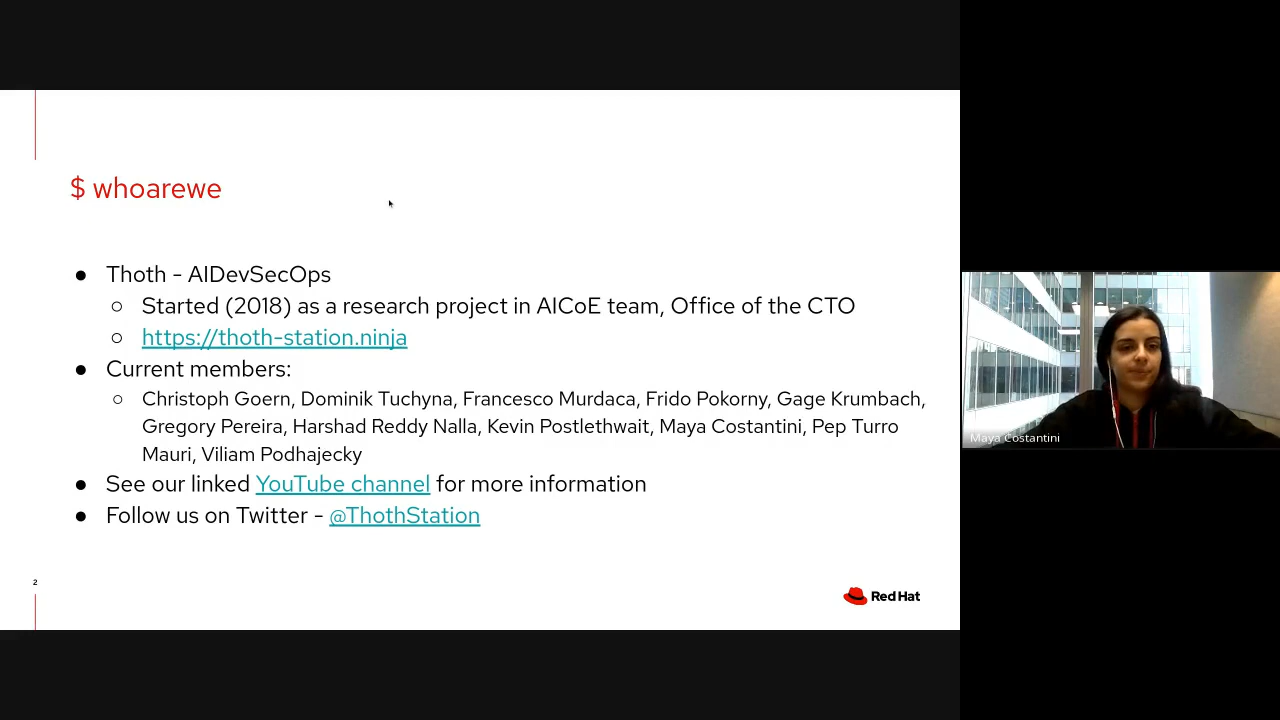 $ whoarewe
● Thoth - AIDevSecOps
○ Started (2018) as a research project in AICoE team, Office of the CTO
○ https://thoth-station.ninja
● Current members:
○ Christoph Goern, Dominik Tuchyna, Francesco Murdaca, Frido Pokorny, Gage Krumbach,
Gregory Pereira, Harshad Reddy Nalla, Kevin Postlethwait, Maya Costantini, Pep Turro
Mauri, Viliam Podhajecky
● See our linked YouTube channel for more information
● Follow us on Twitter - @ThothStation
2
Red Hat
Maya Costantini